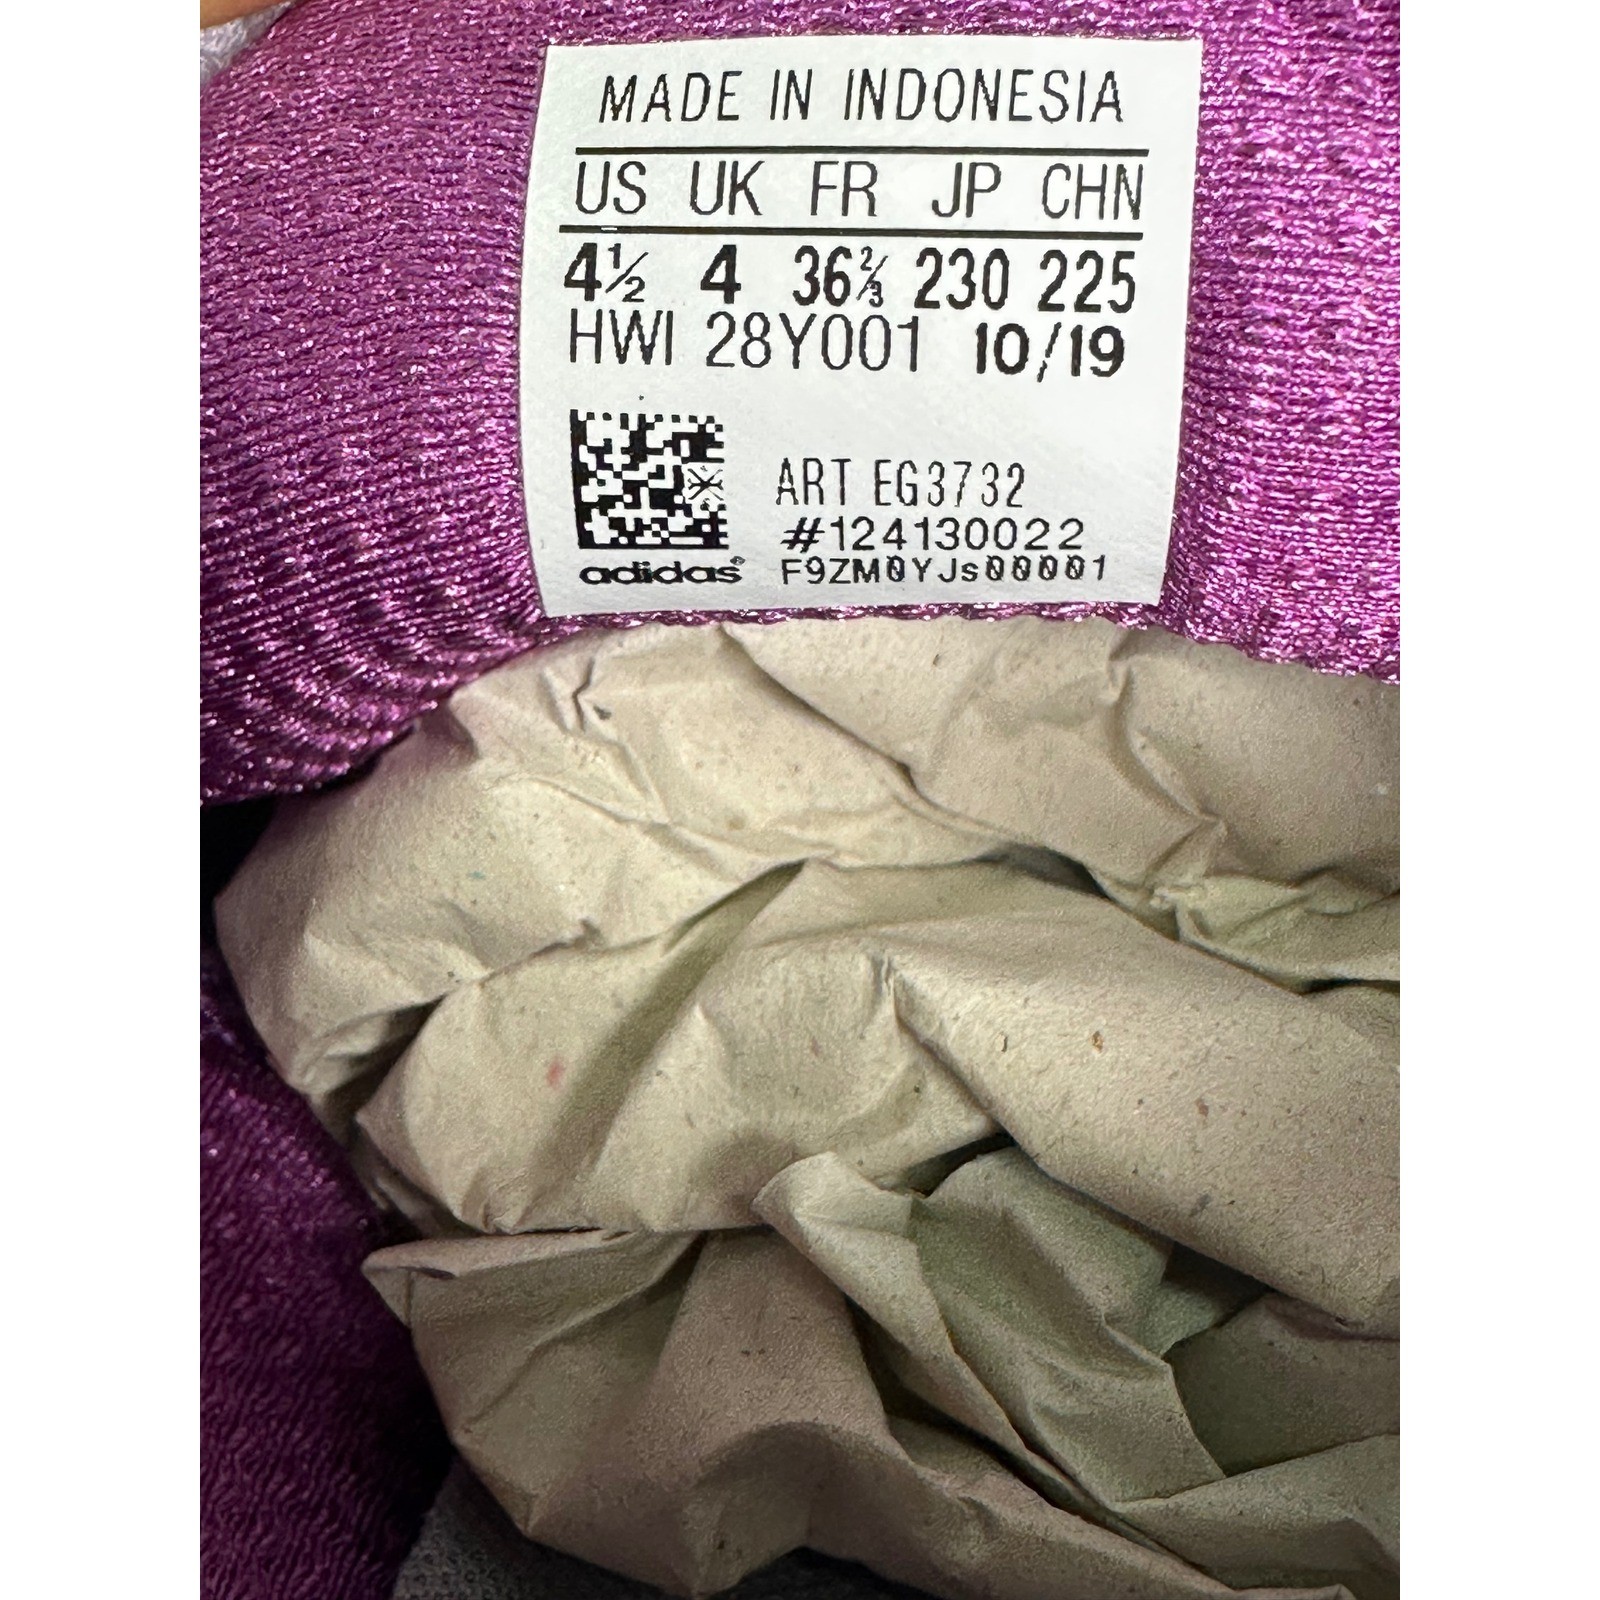 MADE IN INDONESIA
US UK FR JP CHN
4½ 4 36⅔ 230 225
HWI 28Y001 10/19
ART EG3732
#124130022
adidas® F9ZM0YJs00001